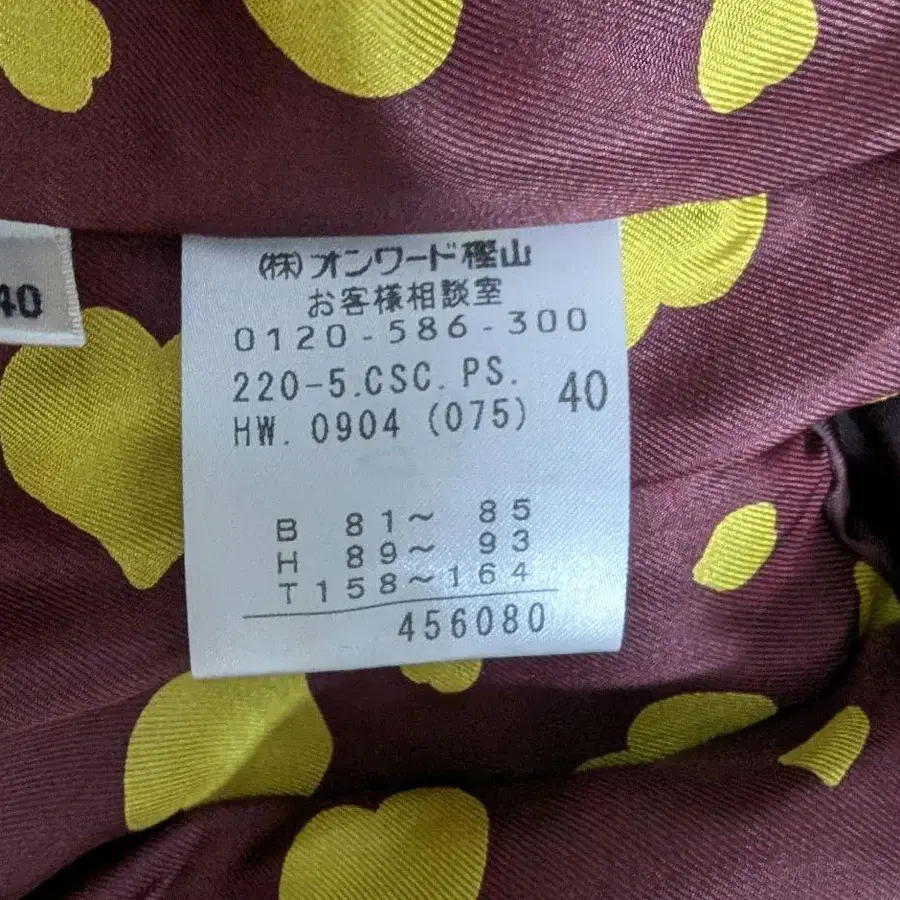 40
(株)オンワード樫山
お客様相談室
0120-586-300
220-5.CSC.PS.
HW. 0904 (075)
40
B 81~ 85
H 89~ 93
T158~164
456080